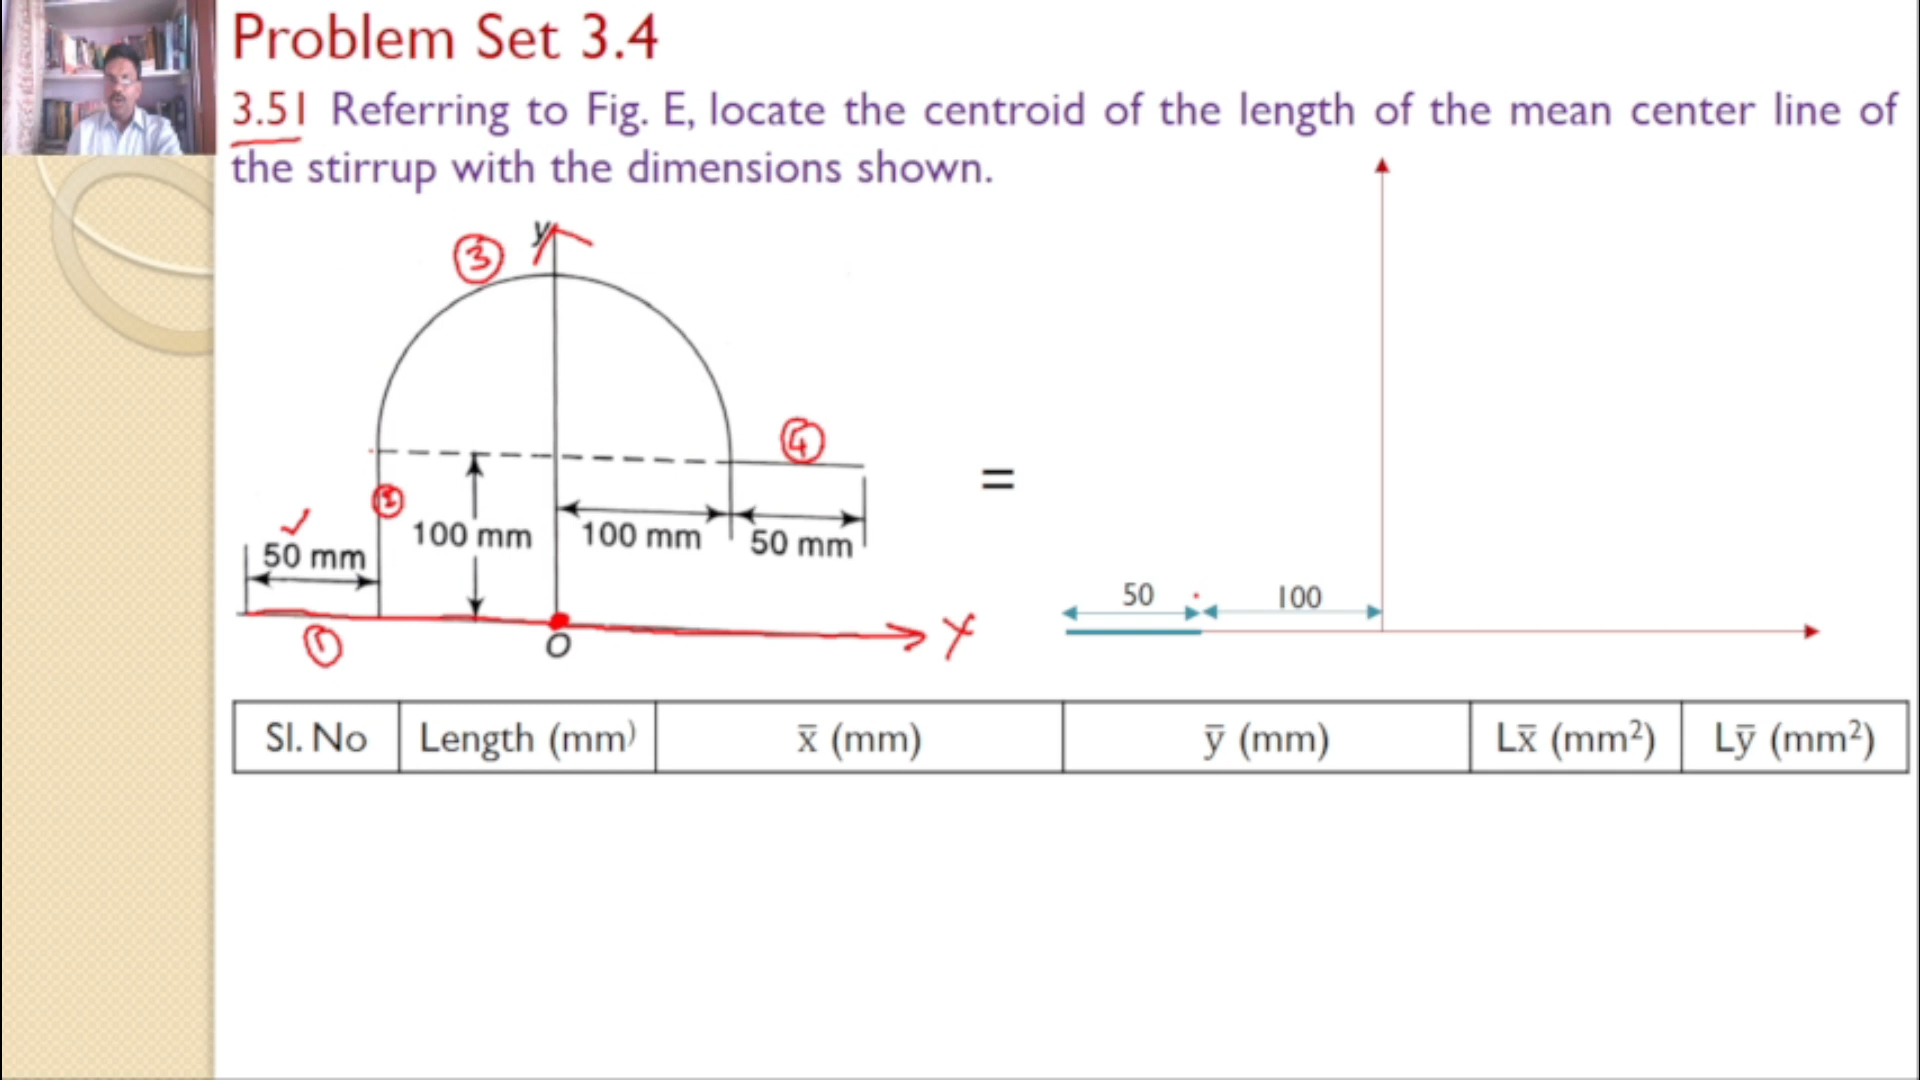 Problem Set 3.4
3.51 Referring to Fig. E, locate the centroid of the length of the mean center line of
the stirrup with the dimensions shown.
③ y
④
② =
50 mm 100 mm 100 mm 50 mm
50 100
① O X
Sl. No Length (mm) x̅ (mm) y̅ (mm) Lx̅ (mm²) Ly̅ (mm²)